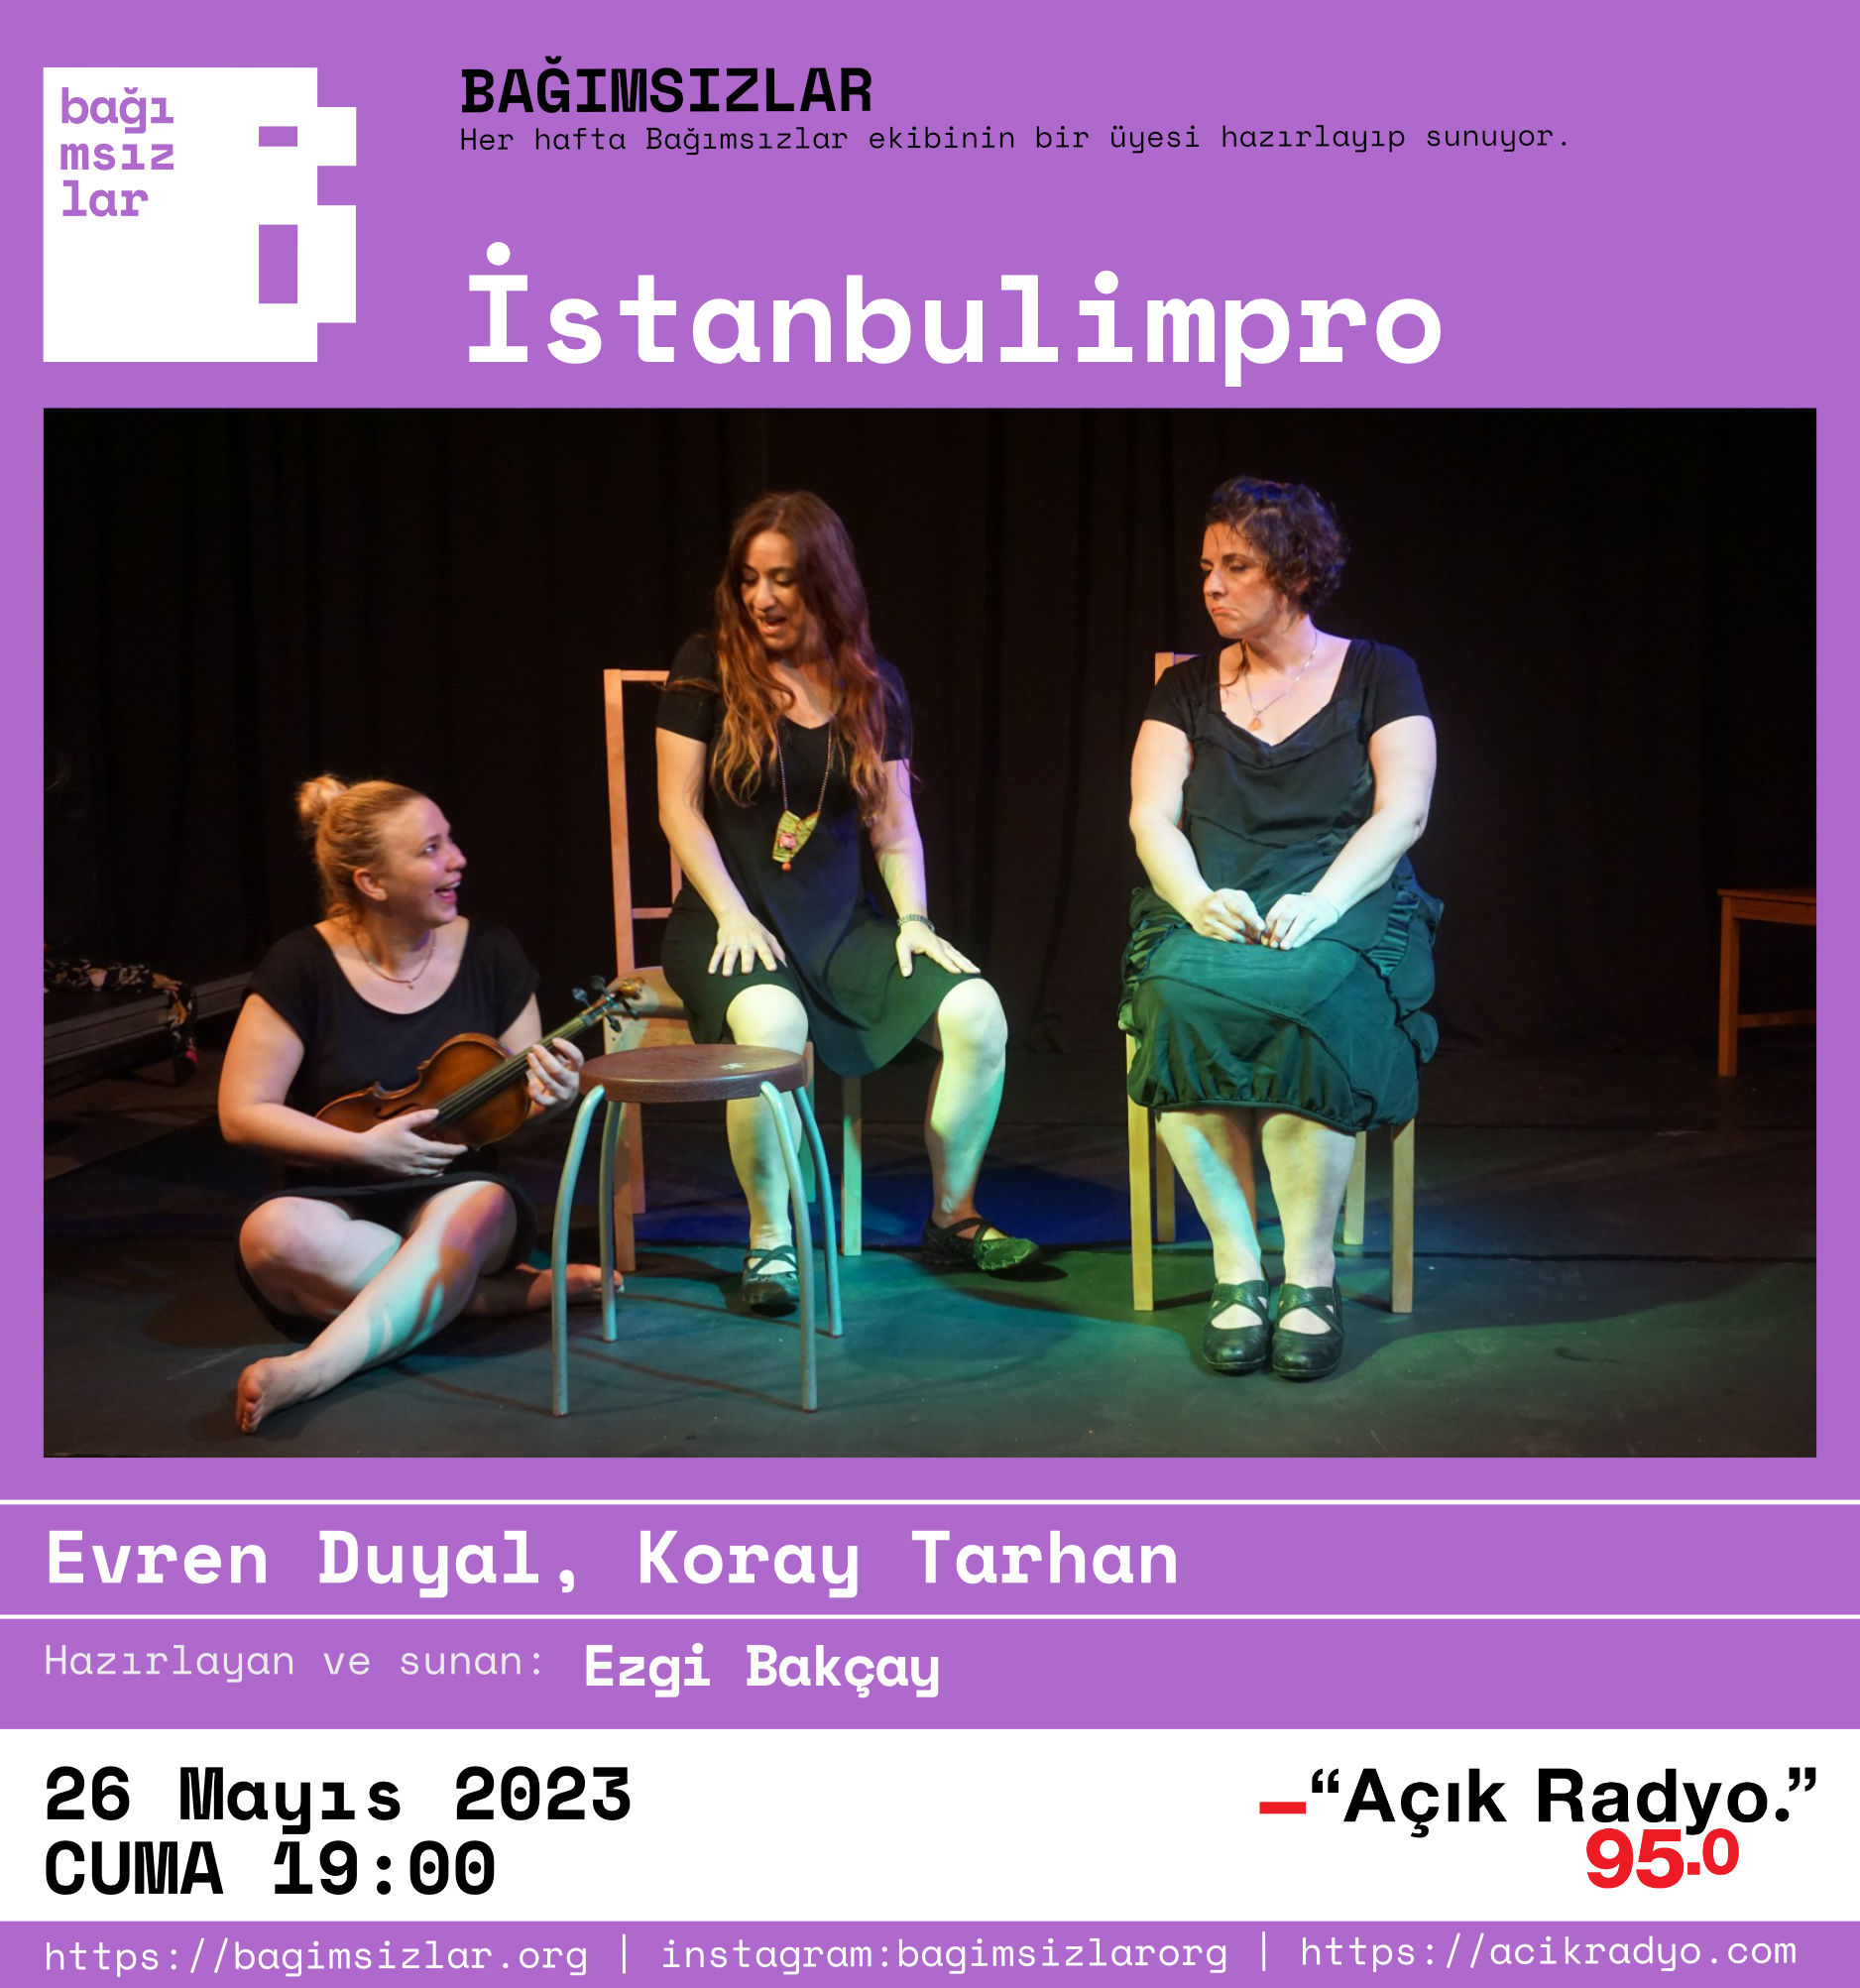 bağı
msız
lar
BAĞIMSIZLAR
Her hafta Bağımsızlar ekibinin bir üyesi hazırlayıp sunuyor.
İstanbulimpro
Evren Duyal, Koray Tarhan
Hazırlayan ve sunan: Ezgi Bakçay
26 Mayıs 2023
CUMA 19:00
–“Açık Radyo.”
95.0
https://bagimsizlar.org | instagram:bagimsizlarorg | https://acikradyo.com